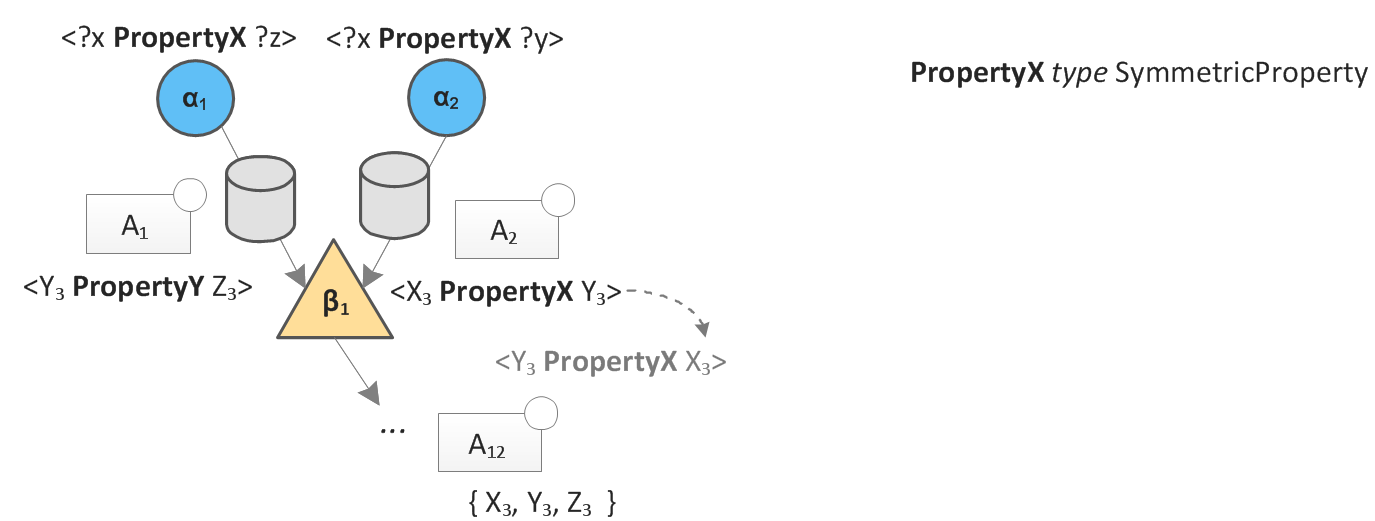 <?x PropertyX ?z>
<?x PropertyX ?y>
PropertyX type SymmetricProperty
α₁
α₂
A₁
A₂
<Y₃ PropertyY Z₃>
β₁
<X₃ PropertyX Y₃>
<Y₃ PropertyX X₃>
...
A₁₂
{ X₃, Y₃, Z₃ }